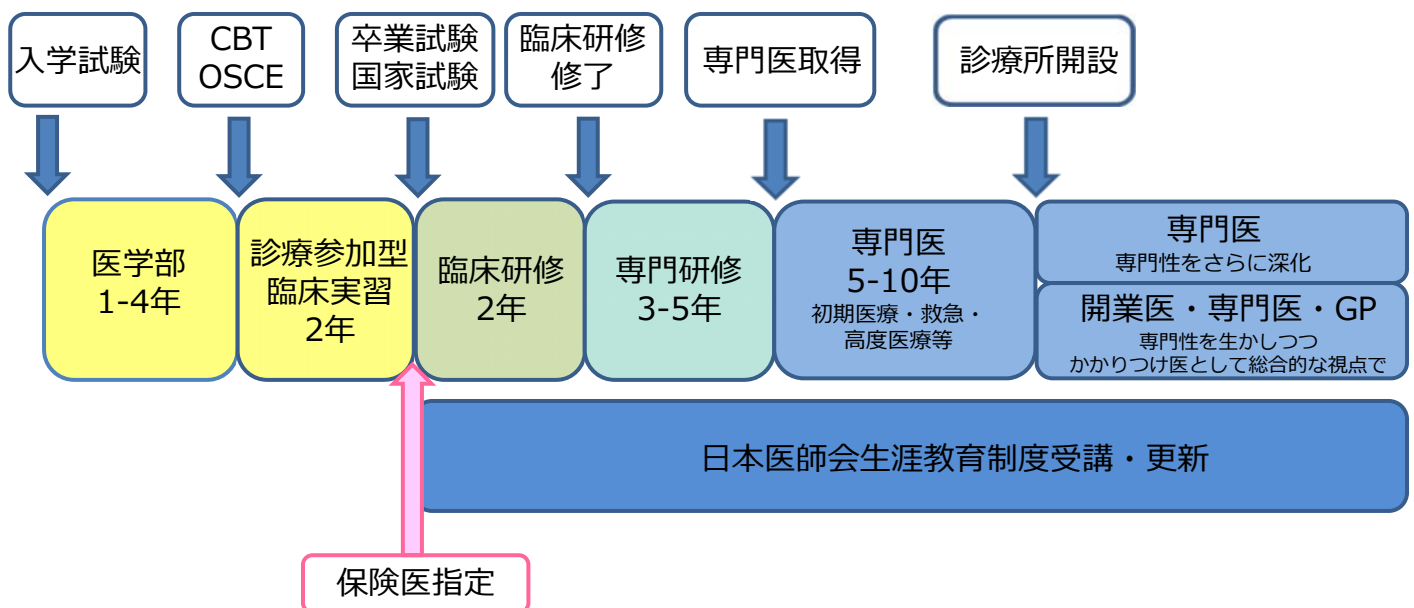 入学試験
CBT
OSCE
卒業試験
国家試験
臨床研修
修了
専門医取得
診療所開設
医学部
1-4年
診療参加型
臨床実習
2年
臨床研修
2年
専門研修
3-5年
専門医
5-10年
初期医療・救急・
高度医療等
専門医
専門性をさらに深化
開業医・専門医・GP
専門性を生かしつつ
かかりつけ医として総合的な視点で
日本医師会生涯教育制度受講・更新
保険医指定